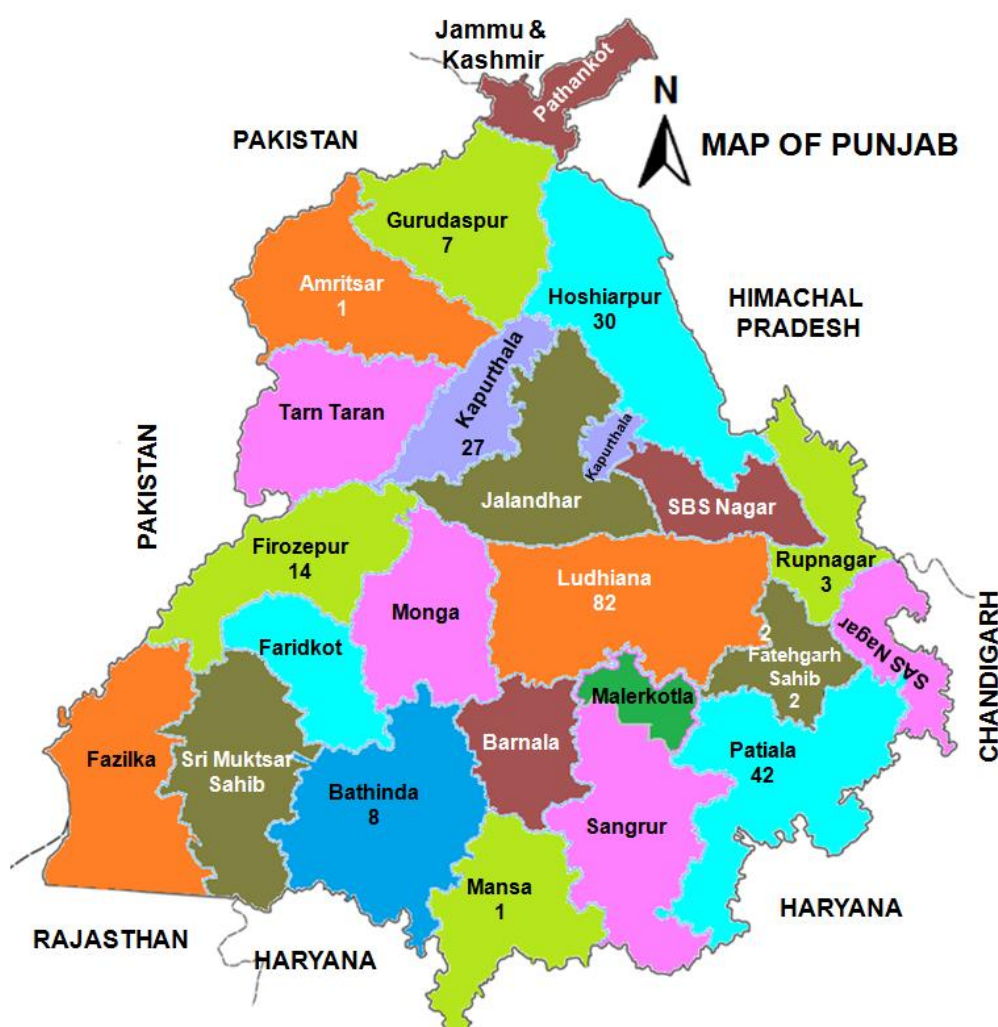 Jammu &
Kashmir
Pathankot
N
PAKISTAN
MAP OF PUNJAB
Gurudaspur
7
Amritsar
1
Hoshiarpur
30
HIMACHAL
PRADESH
Kapurthala
27
Tarn Taran
Kapurthala
PAKISTAN
Jalandhar
SBS Nagar
Firozepur
14
Ludhiana
82
Rupnagar
3
Monga
Faridkot
CHANDIGARH
SAS Nagar
2
Fatehgarh
Sahib
2
Malerkotla
Fazilka
Sri Muktsar
Sahib
Barnala
Patiala
42
Bathinda
8
Sangrur
Mansa
1
HARYANA
RAJASTHAN
HARYANA